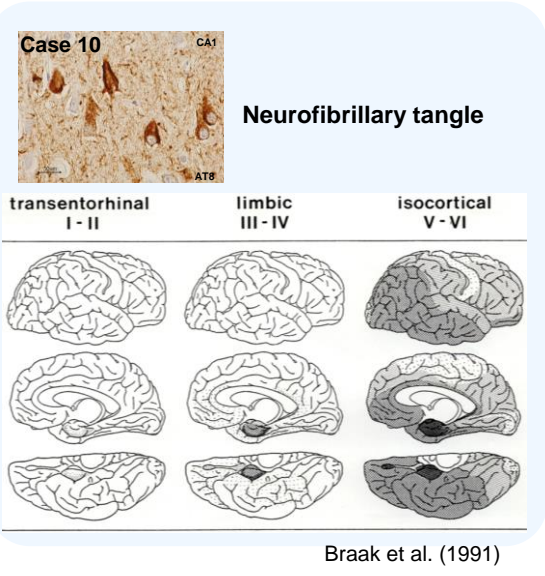 Case 10
CA1
Neurofibrillary tangle
AT8
transentorhinal
I - II
limbic
III - IV
isocortical
V - VI
Braak et al. (1991)